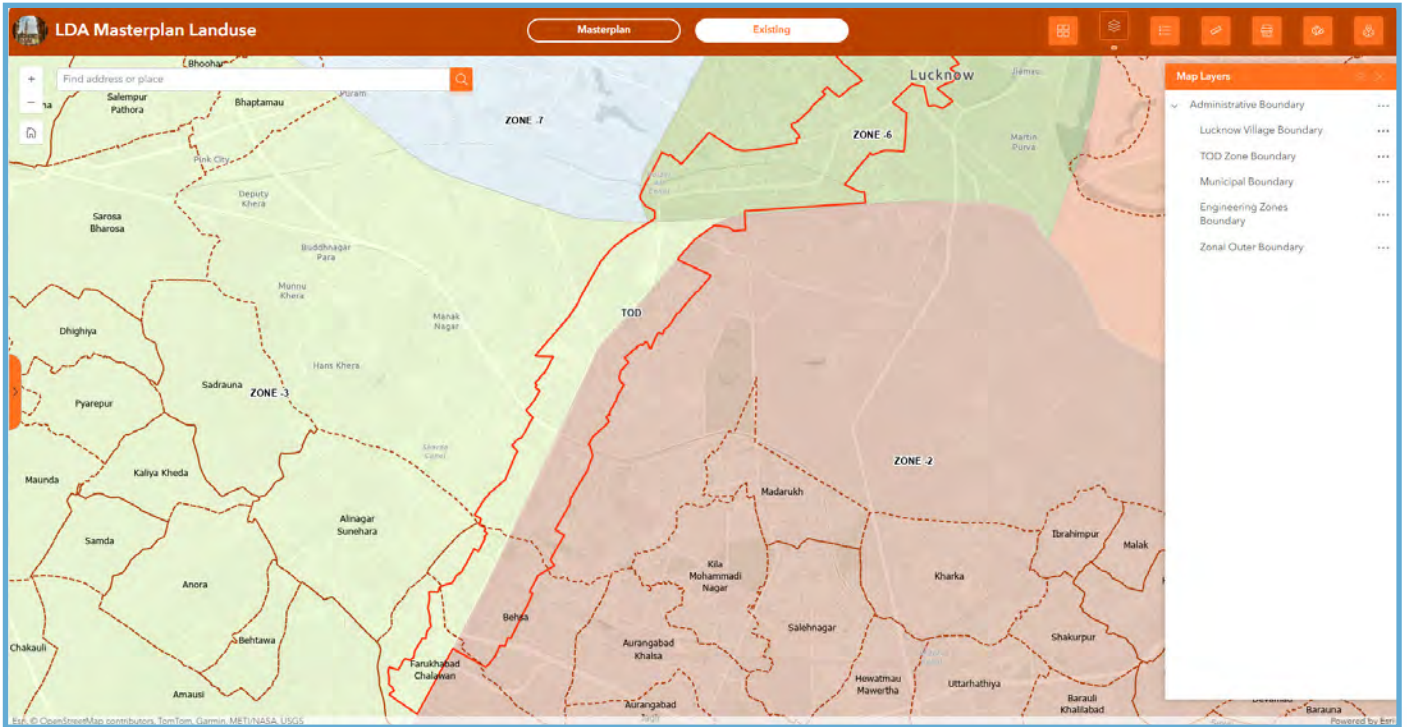 LDA Masterplan Landuse
Masterplan
Existing
Find address or place
Map Layers
Administrative Boundary
Lucknow Village Boundary
TOD Zone Boundary
Municipal Boundary
Engineering Zones
Boundary
Zonal Outer Boundary
Salempur
Pathora
Bhaptamau
Pink City
Deputy
Khera
Sarosa
Bharosa
Buddhnagar
Para
Munnu
Khera
Manak
Nagar
Dhighiya
Hans Khera
Sadrauna
ZONE -3
Pyarepur
Kaliya Kheda
Maunda
Alinagar
Sunehara
Samda
Anora
Behtawa
Chakauli
Amausi
Farukhabad
Chalawan
Behsa
ZONE -7
ZONE -6
Lucknow
Martin
Purva
TOD
ZONE -2
Madarukh
Kila
Mohammadi
Nagar
Ibrahimpur
Malak
Kharka
Salehnagar
Shakurpur
Aurangabad
Khalsa
Hewatmau
Mawertha
Uttarhathiya
Aurangabad
Barauli
Khalilabad
Barauna
Esri, © OpenStreetMap contributors, TomTom, Garmin, METI/NASA, USGS
Powered by Esri